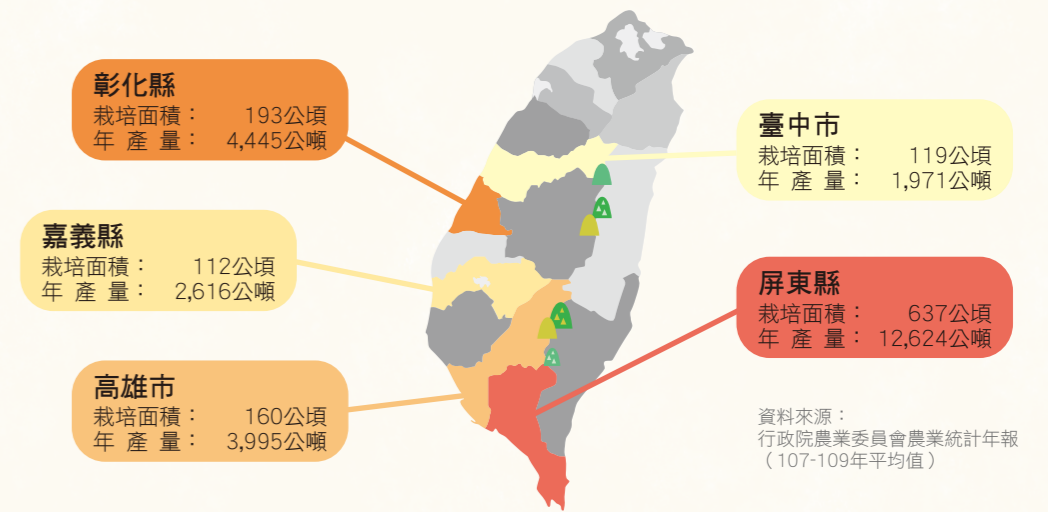 彰化縣
栽培面積： 193公頃
年 產 量： 4,445公噸
臺中市
栽培面積： 119公頃
年 產 量： 1,971公噸
嘉義縣
栽培面積： 112公頃
年 產 量： 2,616公噸
屏東縣
栽培面積： 637公頃
年 產 量： 12,624公噸
高雄市
栽培面積： 160公頃
年 產 量： 3,995公噸
資料來源：
行政院農業委員會農業統計年報
（107-109年平均值）